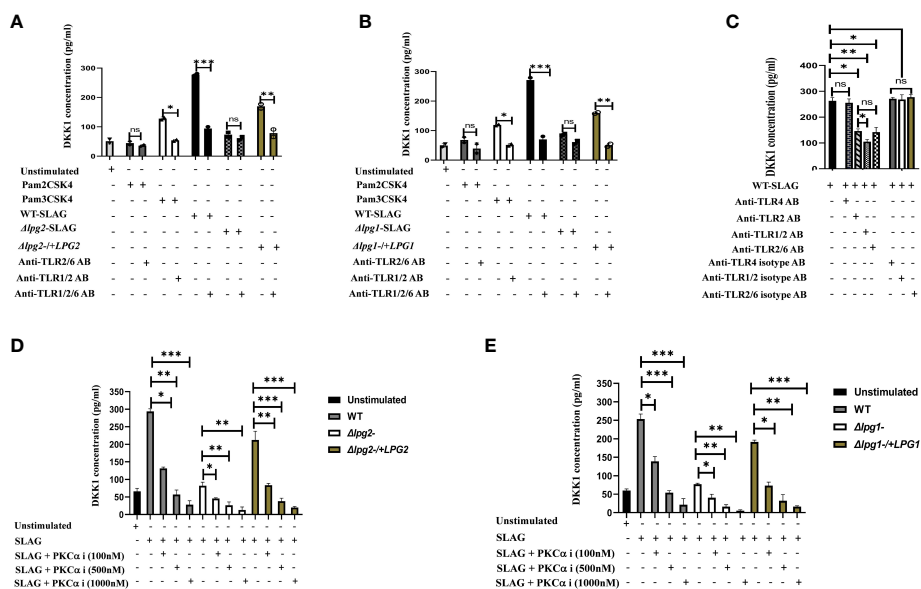 A
DKK1 concentration (pg/ml)
300
200
100
0
ns
*
***
ns
**
Unstimulated + - - - - - - - - - -
Pam2CSK4 - + + - - - - - - - -
Pam3CSK4 - - - + + - - - - - -
WT-SLAG - - - - - + + - - - -
Δlpg2-SLAG - - - - - - - + + - -
Δlpg2-/+LPG2 - - - - - - - - - + +
Anti-TLR2/6 AB - - + - - - - - - - -
Anti-TLR1/2 AB - - - - + - - - - - -
Anti-TLR1/2/6 AB - - - - - - + - + - +
B
DKK1 concentration (pg/ml)
400
300
200
100
0
ns
*
***
ns
**
Unstimulated + - - - - - - - - - -
Pam2CSK4 - + + - - - - - - - -
Pam3CSK4 - - - + + - - - - - -
WT-SLAG - - - - - + + - - - -
Δlpg1-SLAG - - - - - - - + + - -
Δlpg1-/+LPG1 - - - - - - - - - + +
Anti-TLR2/6 AB - - + - - - - - - - -
Anti-TLR1/2 AB - - - - + - - - - - -
Anti-TLR1/2/6 AB - - - - - - + - + - +
C
DKK1 concentration (pg/ml)
400
300
200
100
0
*
**
*
ns
ns
ns
*
WT-SLAG + + + + + + + +
Anti-TLR4 AB - + - - - - - -
Anti-TLR2 AB - - + - - - - -
Anti-TLR1/2 AB - - - + - - - -
Anti-TLR2/6 AB - - - - + - - -
Anti-TLR4 isotype AB - - - - - + - -
Anti-TLR1/2 isotype AB - - - - - - + -
Anti-TLR2/6 isotype AB - - - - - - - +
D
DKK1 concentration (pg/ml)
350
300
250
200
150
100
50
0
***
**
*
**
**
*
***
***
**
Unstimulated
WT
Δlpg2-
Δlpg2-/+LPG2
Unstimulated + - - - - - - - - - - - -
SLAG - + + + + + + + + + + + +
SLAG + PKCα i (100nM) - - + - - - + - - - + - -
SLAG + PKCα i (500nM) - - - + - - - + - - - + -
SLAG + PKCα i (1000nM) - - - - + - - - + - - - +
E
DKK1 concentration (pg/ml)
350
300
250
200
150
100
50
0
***
***
*
**
**
*
***
**
*
Unstimulated
WT
Δlpg1-
Δlpg1-/+LPG1
Unstimulated + - - - - - - - - - - - -
SLAG - + + + + + + + + + + + +
SLAG + PKCα i (100nM) - - + - - - + - - - + - -
SLAG + PKCα i (500nM) - - - + - - - + - - - + -
SLAG + PKCα i (1000nM) - - - - + - - - + - - - +